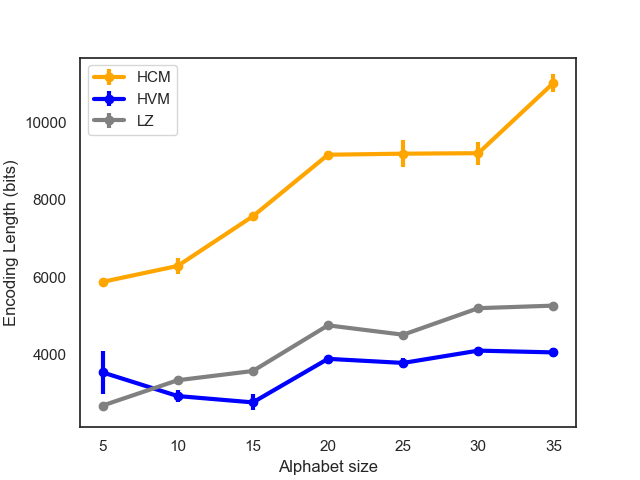 HCM
HVM
LZ
Encoding Length (bits)
10000
8000
6000
4000
5 10 15 20 25 30 35
Alphabet size